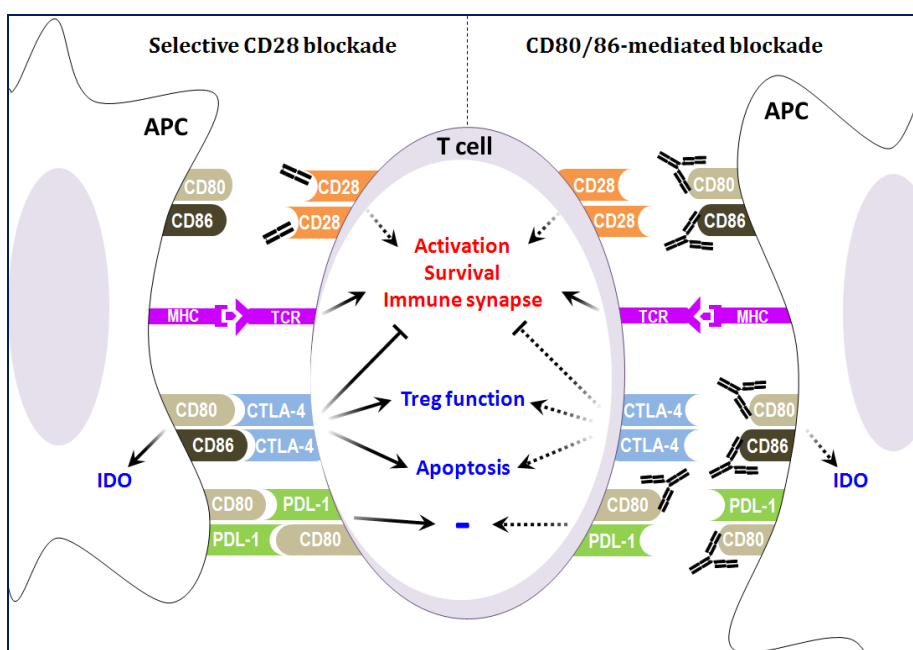 Selective CD28 blockade
CD80/86-mediated blockade
APC
APC
T cell
CD80
CD28
CD86
CD28
CD28
CD80
CD28
CD86
Activation
Survival
Immune synapse
MHC
TCR
TCR
MHC
CD80
CTLA-4
CD86
CTLA-4
Treg function
CTLA-4
CD80
CTLA-4
CD86
IDO
Apoptosis
IDO
CD80
PDL-1
PDL-1
CD80
-
CD80
PDL-1
PDL-1
CD80